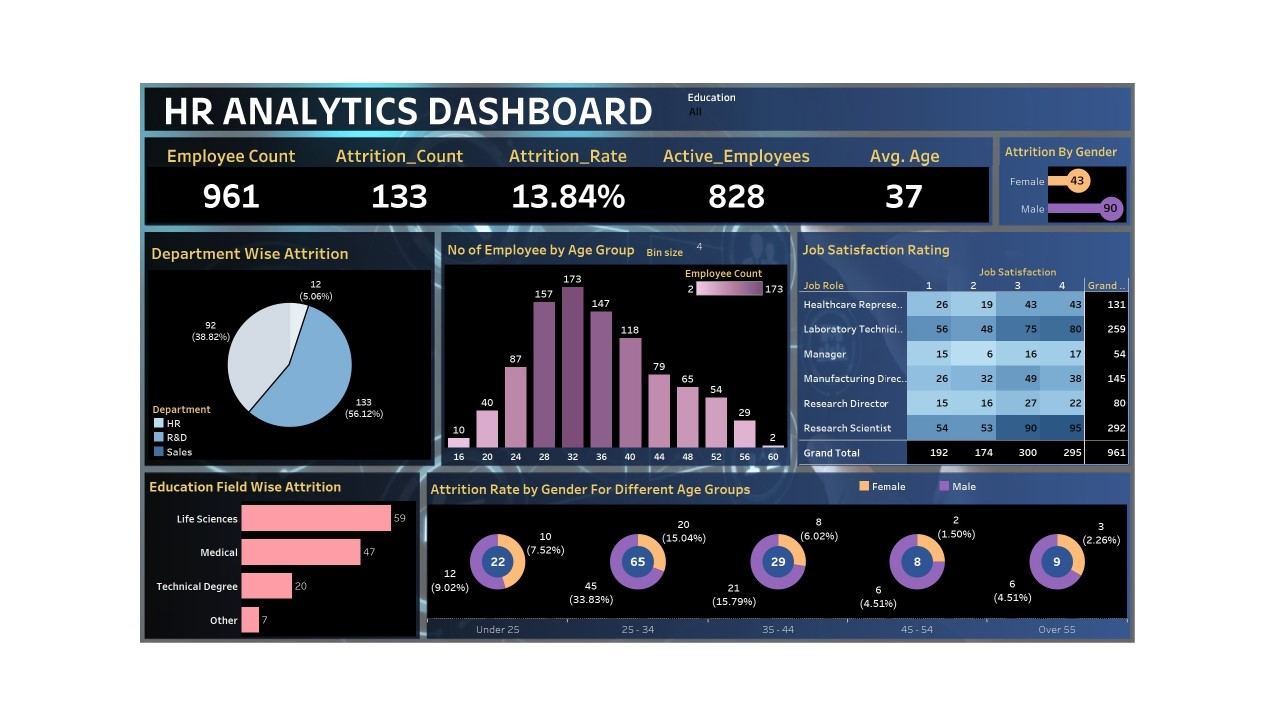 HR ANALYTICS DASHBOARD
Education
All
Employee Count Attrition_Count Attrition_Rate Active_Employees Avg. Age
961 133 13.84% 828 37
Attrition By Gender
Female 43
Male 90
Department Wise Attrition
12
(5.06%)
92
(38.82%)
133
(56.12%)
Department
HR
R&D
Sales
No of Employee by Age Group Bin size 4
Employee Count
2 173
10 40 87 157 173 147 118 79 65 54 29 2
16 20 24 28 32 36 40 44 48 52 56 60
Job Satisfaction Rating
Job Satisfaction
Job Role 1 2 3 4 Grand ..
Healthcare Represe.. 26 19 43 43 131
Laboratory Technici.. 56 48 75 80 259
Manager 15 6 16 17 54
Manufacturing Direc.. 26 32 49 38 145
Research Director 15 16 27 22 80
Research Scientist 54 53 90 95 292
Grand Total 192 174 300 295 961
Education Field Wise Attrition
Life Sciences 59
Medical 47
Technical Degree 20
Other 7
Attrition Rate by Gender For Different Age Groups
Female Male
10
(7.52%)
22
12
(9.02%)
20
(15.04%)
65
45
(33.83%)
8
(6.02%)
29
21
(15.79%)
2
(1.50%)
8
6
(4.51%)
3
(2.26%)
9
6
(4.51%)
Under 25 25 - 34 35 - 44 45 - 54 Over 55